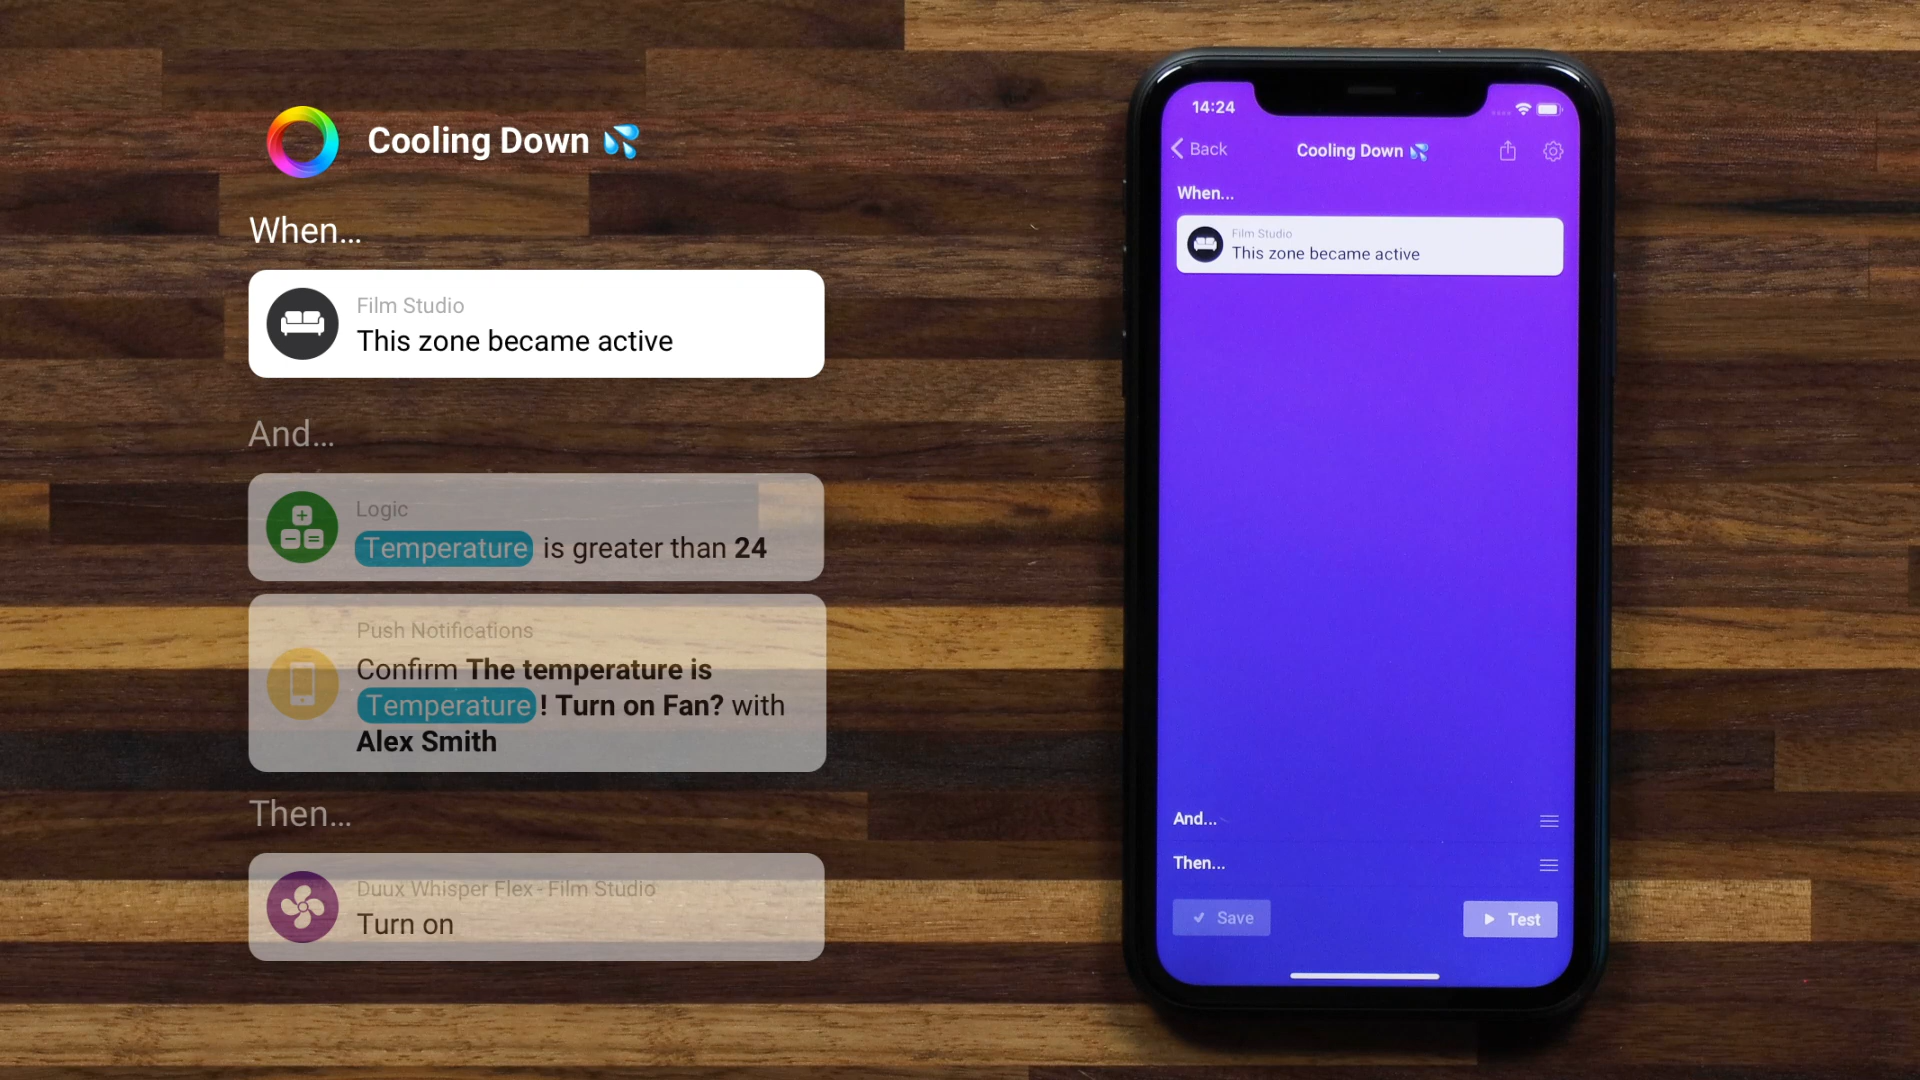 Cooling Down 💦
When...
Film Studio
This zone became active
And...
Logic
Temperature is greater than 24
Push Notifications
Confirm The temperature is
Temperature! Turn on Fan? with
Alex Smith
Then...
Duux Whisper Flex - Film Studio
Turn on
14:24
Back
Cooling Down 💦
When...
Film Studio
This zone became active
And...
Then...
Save
Test